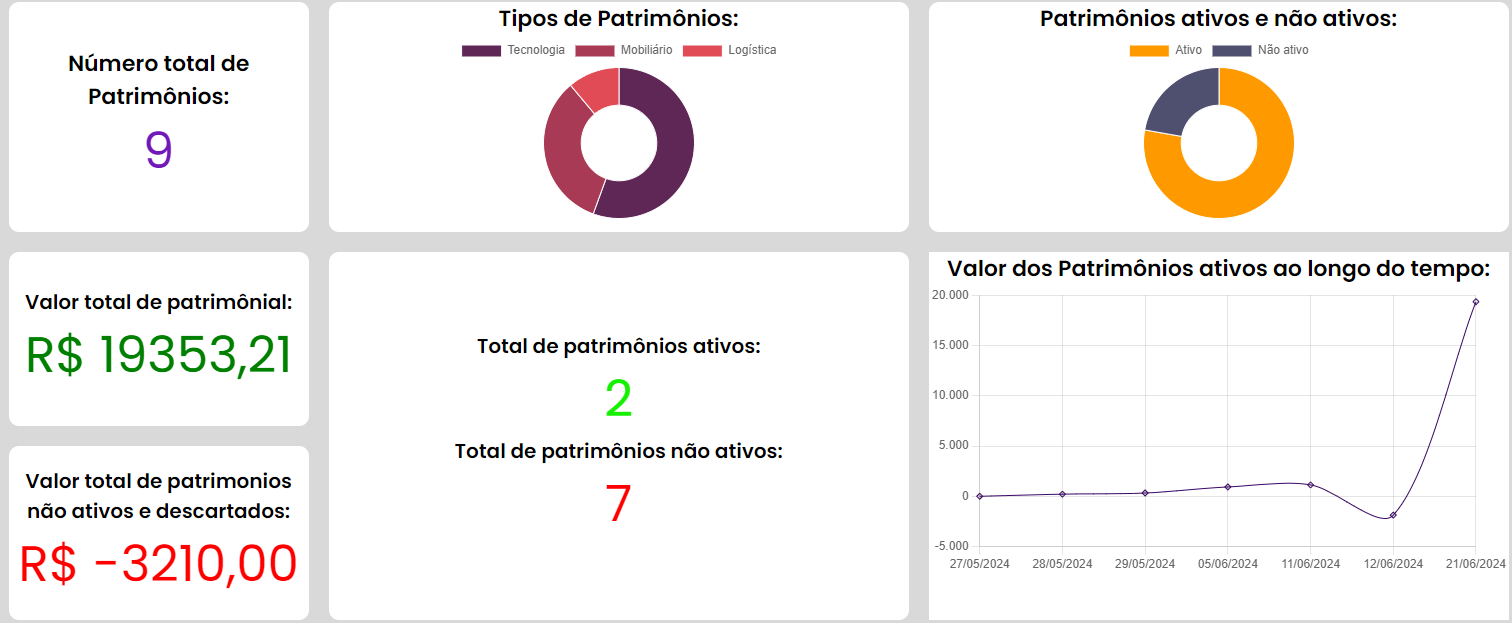 Número total de
Patrimônios:
9
Tipos de Patrimônios:
Tecnologia Mobiliário Logística
Patrimônios ativos e não ativos:
Ativo Não ativo
Valor total de patrimônial:
R$ 19353,21
Valor total de patrimonios
não ativos e descartados:
R$ -3210,00
Total de patrimônios ativos:
2
Total de patrimônios não ativos:
7
Valor dos Patrimônios ativos ao longo do tempo:
20.000
15.000
10.000
5.000
0
-5.000
27/05/2024 28/05/2024 29/05/2024 05/06/2024 11/06/2024 12/06/2024 21/06/2024